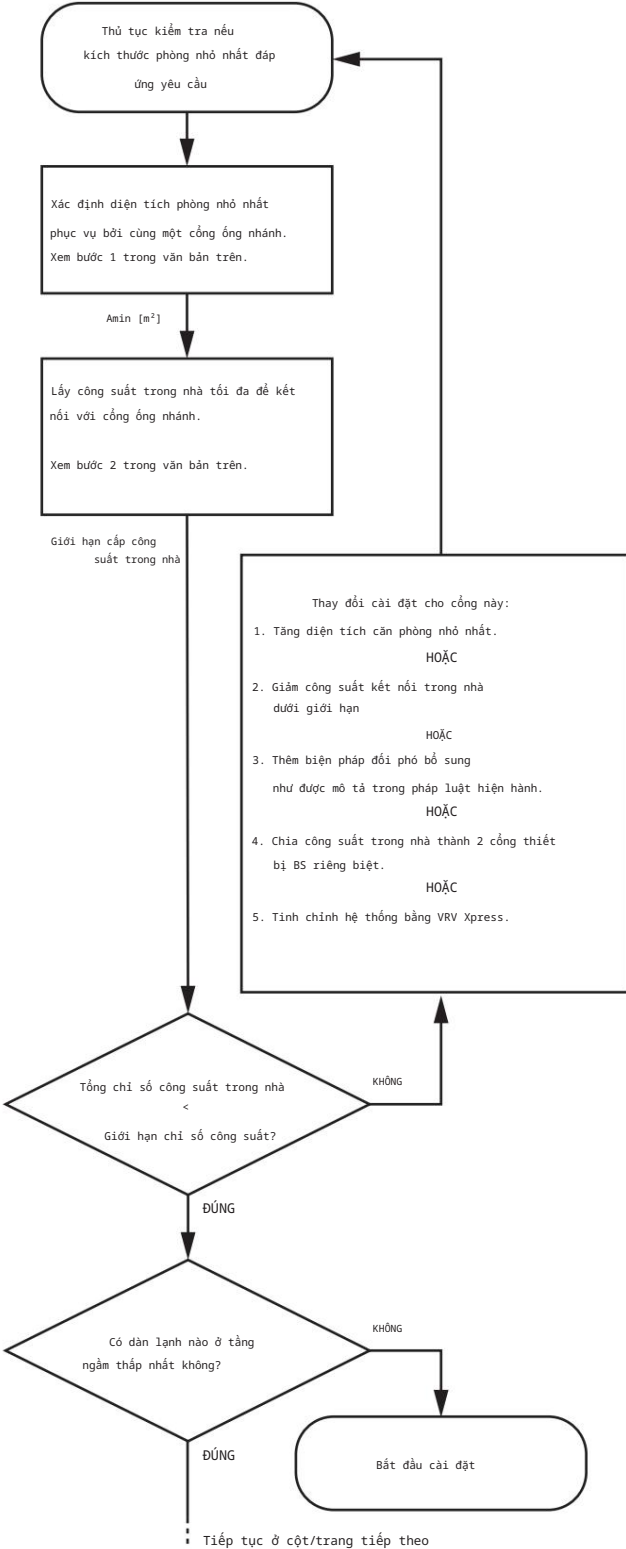 Thủ tục kiểm tra nếu
kích thước phòng nhỏ nhất đáp
ứng yêu cầu
Xác định diện tích phòng nhỏ nhất
phục vụ bởi cùng một cổng ống nhánh.
Xem bước 1 trong văn bản trên.
Amin [m²]
Lấy công suất trong nhà tối đa để kết
nối với cổng ống nhánh.
Xem bước 2 trong văn bản trên.
Giới hạn cấp công
suất trong nhà
Thay đổi cài đặt cho cổng này:
1. Tăng diện tích căn phòng nhỏ nhất.
HOẶC
2. Giảm công suất kết nối trong nhà
dưới giới hạn
HOẶC
3. Thêm biện pháp đối phó bổ sung
như được mô tả trong pháp luật hiện hành.
HOẶC
4. Chia công suất trong nhà thành 2 cổng thiết
bị BS riêng biệt.
HOẶC
5. Tinh chỉnh hệ thống bằng VRV Xpress.
Tổng chỉ số công suất trong nhà
<
Giới hạn chỉ số công suất?
KHÔNG
ĐÚNG
Có dàn lạnh nào ở tầng
ngầm thấp nhất không?
KHÔNG
ĐÚNG
Bắt đầu cài đặt
Tiếp tục ở cột/trang tiếp theo